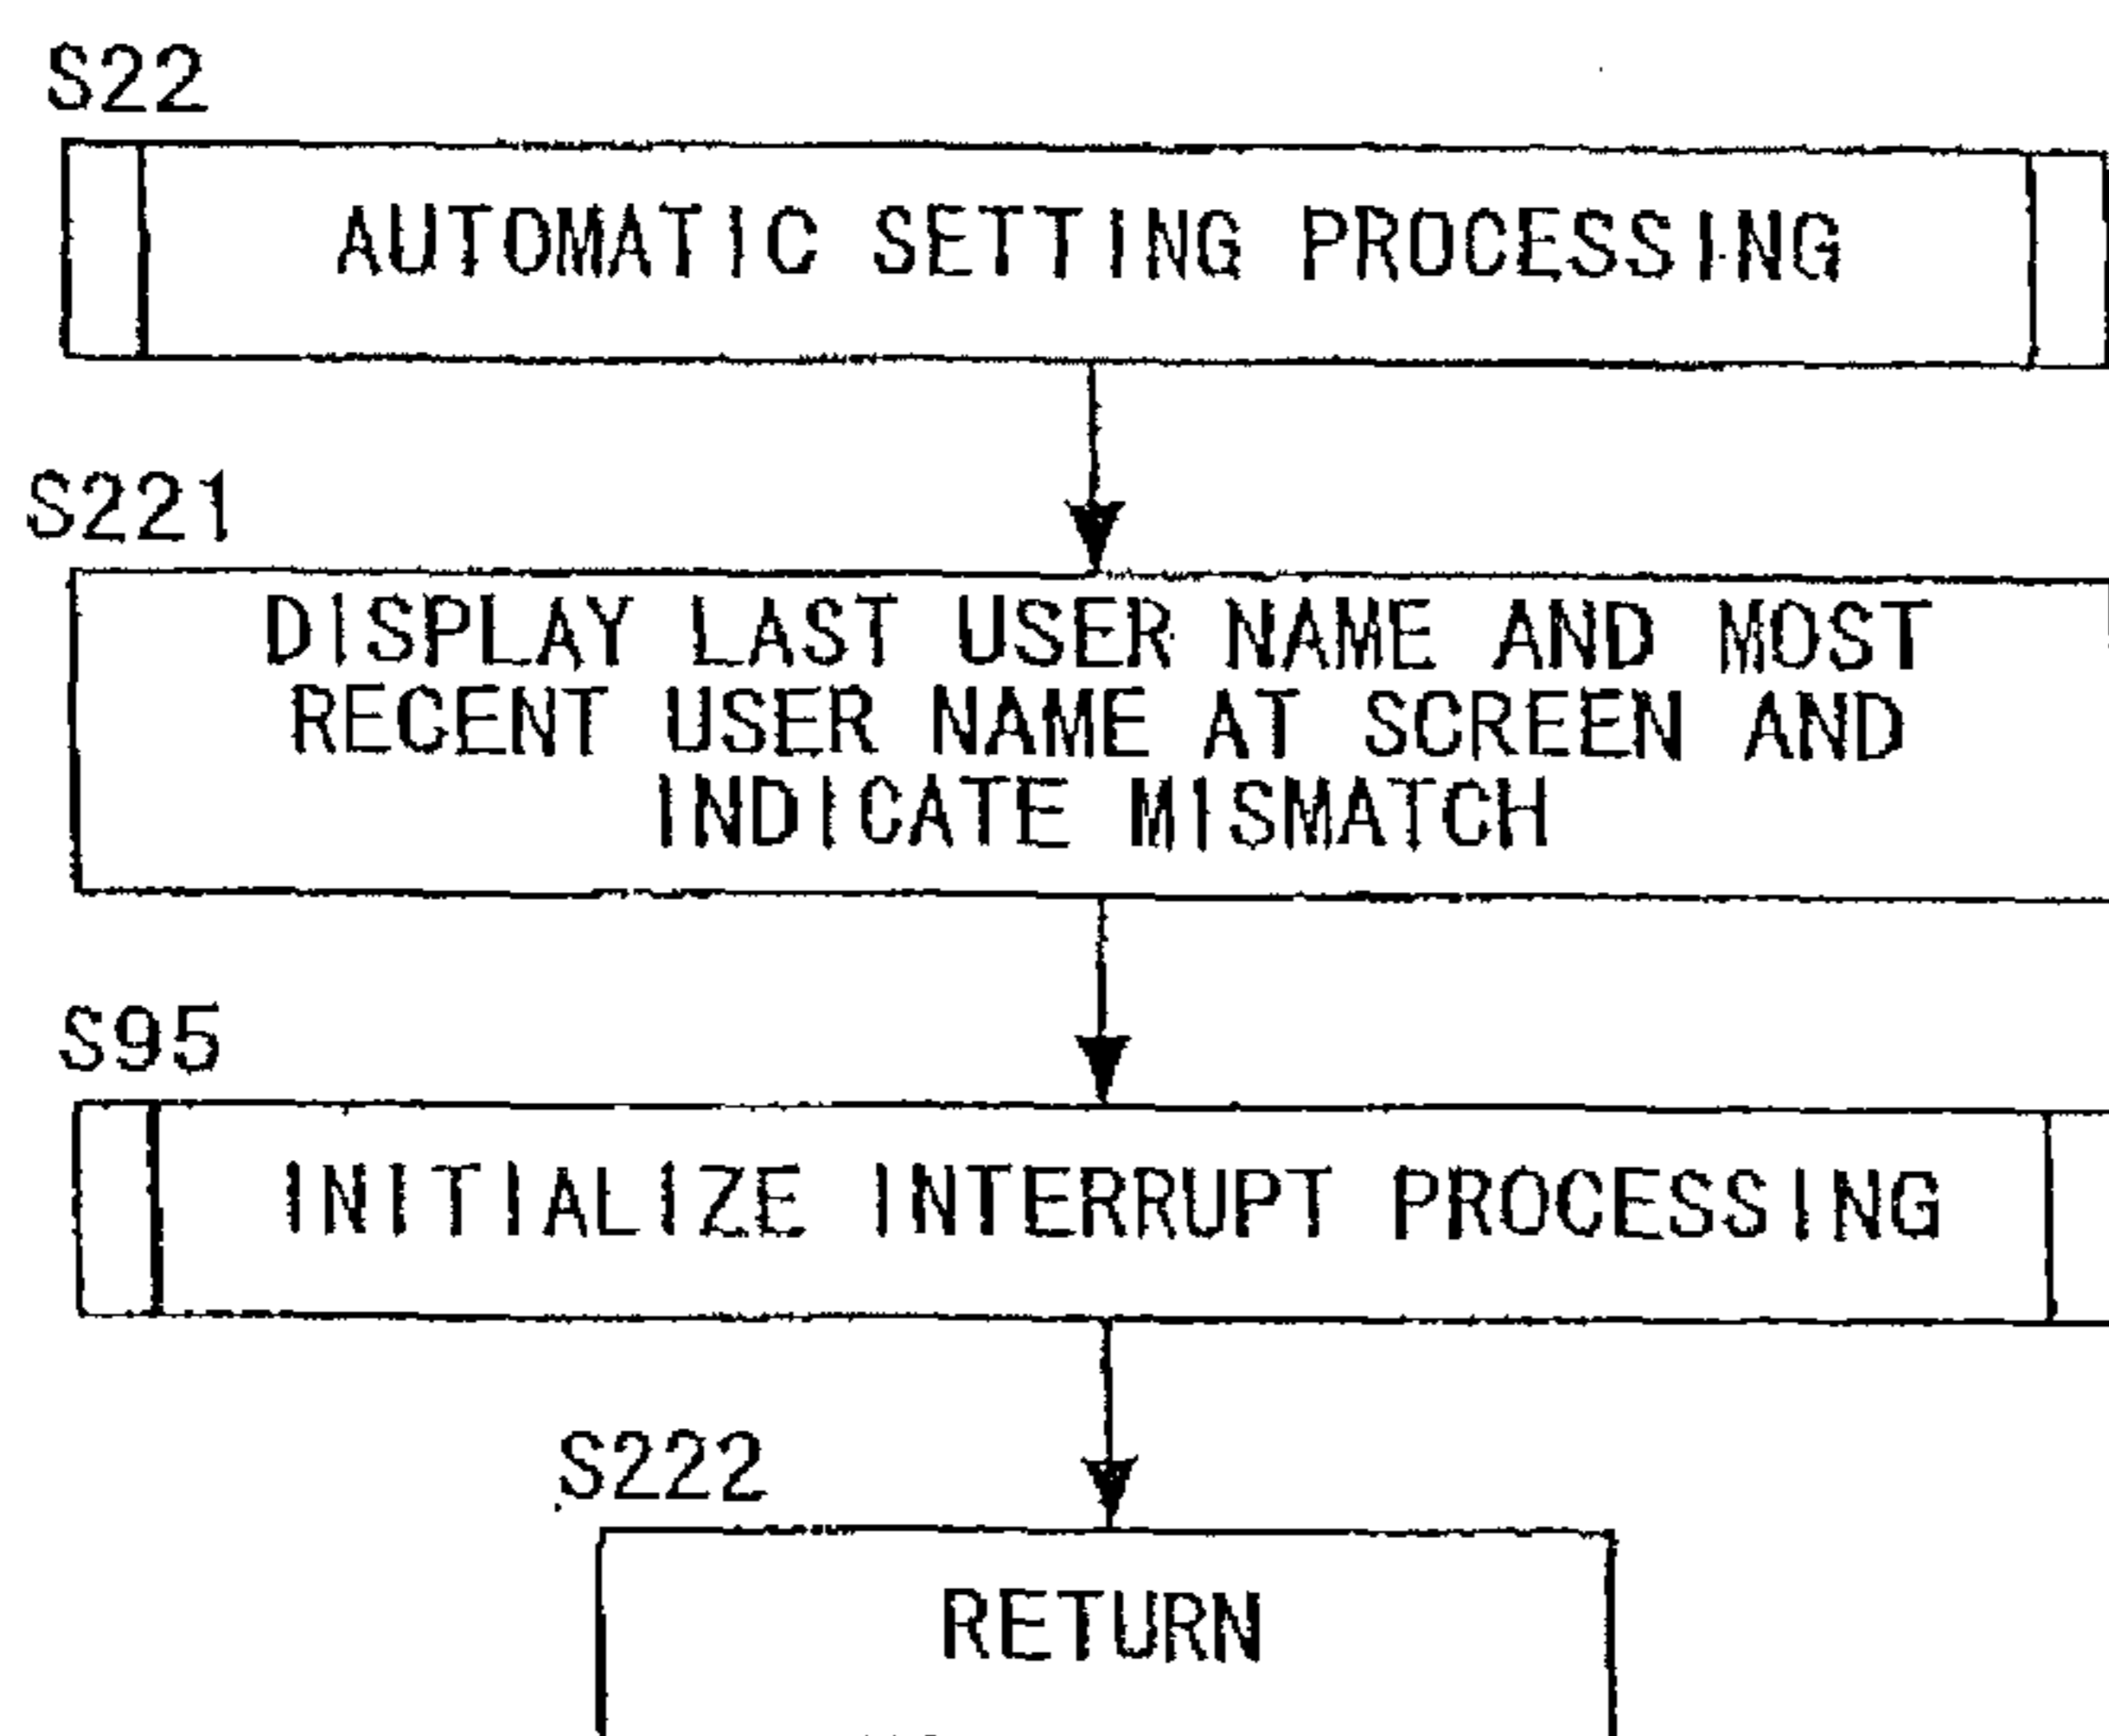 S22
AUTOMATIC SETTING PROCESSING
S221
DISPLAY LAST USER NAME AND MOST
RECENT USER NAME AT SCREEN AND
INDICATE MISMATCH
S95
INITIALIZE INTERRUPT PROCESSING
S222
RETURN